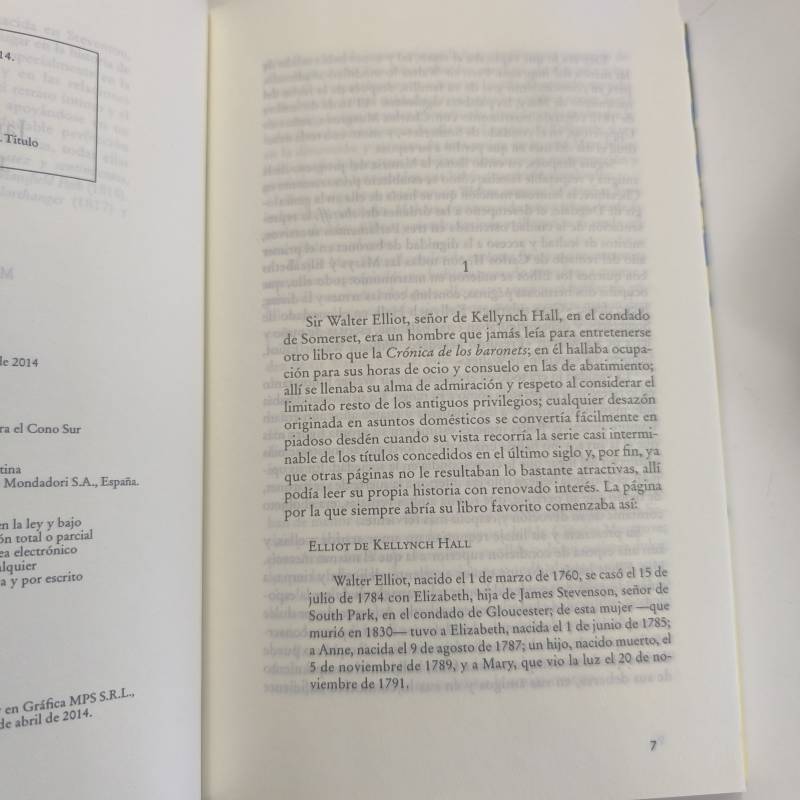 14.
. Título
de 2014
ra el Cono Sur
tina
Mondadori S.A., España.
en la ley y bajo
ón total o parcial
ea electrónico
alquier
a y por escrito
en Gráfica MPS S.R.L.,
de abril de 2014.
1
Sir Walter Elliot, señor de Kellynch Hall, en el condado
de Somerset, era un hombre que jamás leía para entretenerse
otro libro que la Crónica de los baronets; en él hallaba ocupa-
ción para sus horas de ocio y consuelo en las de abatimiento;
allí se llenaba su alma de admiración y respeto al considerar el
limitado resto de los antiguos privilegios; cualquier desazón
originada en asuntos domésticos se convertía fácilmente en
piadoso desdén cuando su vista recorría la serie casi intermi-
nable de los títulos concedidos en el último siglo y, por fin, ya
que otras páginas no le resultaban lo bastante atractivas, allí
podía leer su propia historia con renovado interés. La página
por la que siempre abría su libro favorito comenzaba así:
Elliot de Kellynch Hall
Walter Elliot, nacido el 1 de marzo de 1760, se casó el 15 de
julio de 1784 con Elizabeth, hija de James Stevenson, señor de
South Park, en el condado de Gloucester; de esta mujer —que
murió en 1830— tuvo a Elizabeth, nacida el 1 de junio de 1785;
a Anne, nacida el 9 de agosto de 1787; un hijo, nacido muerto, el
5 de noviembre de 1789, y a Mary, que vio la luz el 20 de no-
viembre de 1791.
7